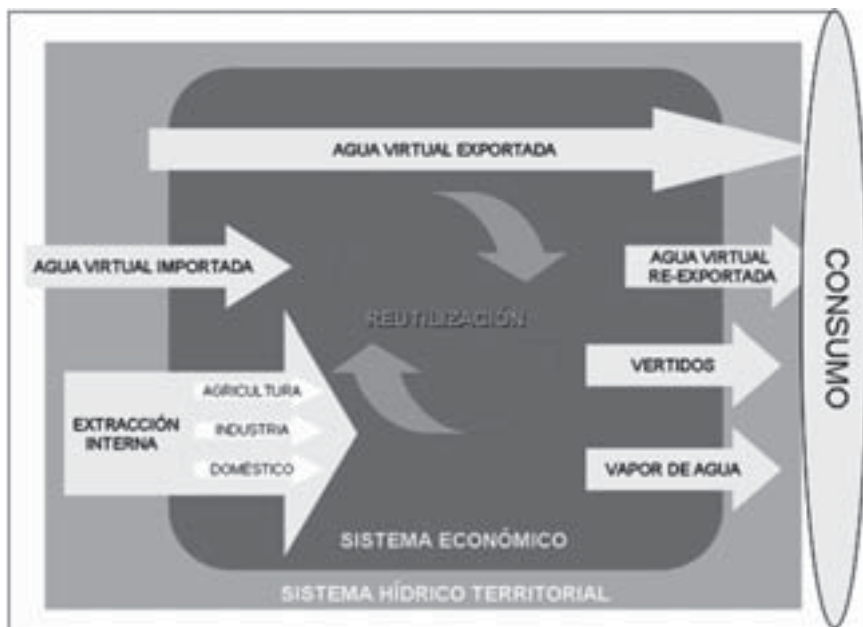 AGUA VIRTUAL EXPORTADA
AGUA VIRTUAL IMPORTADA
AGUA VIRTUAL
RE-EXPORTADA
REUTILIZACIÓN
EXTRACCIÓN
INTERNA
AGRICULTURA
INDUSTRIA
DOMÉSTICO
VERTIDOS
VAPOR DE AGUA
SISTEMA ECONÓMICO
SISTEMA HÍDRICO TERRITORIAL
CONSUMO